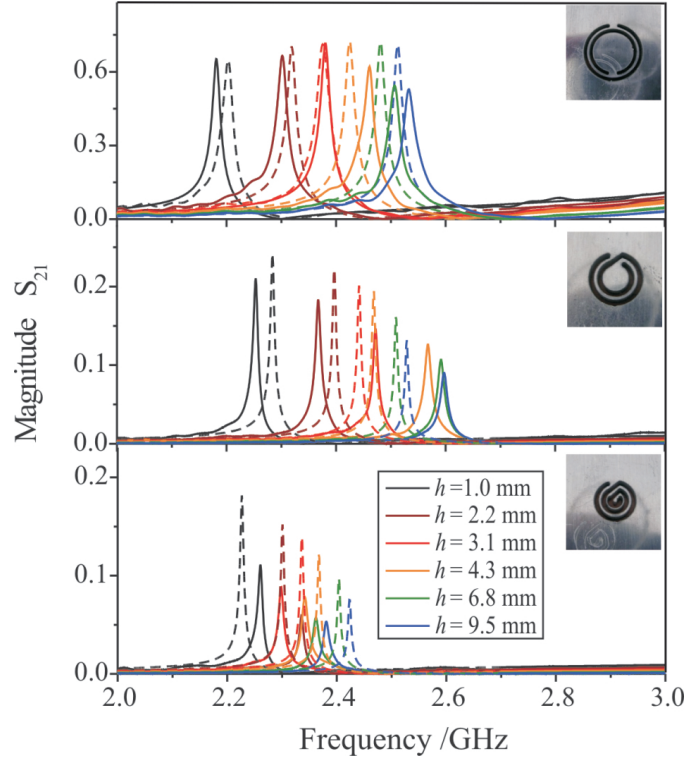 0.6
0.3
0.0
0.2
0.1
0.0
0.2
0.1
0.0
Magnitude S₂₁
h=1.0 mm
h=2.2 mm
h=3.1 mm
h=4.3 mm
h=6.8 mm
h=9.5 mm
2.0 2.2 2.4 2.6 2.8 3.0
Frequency /GHz